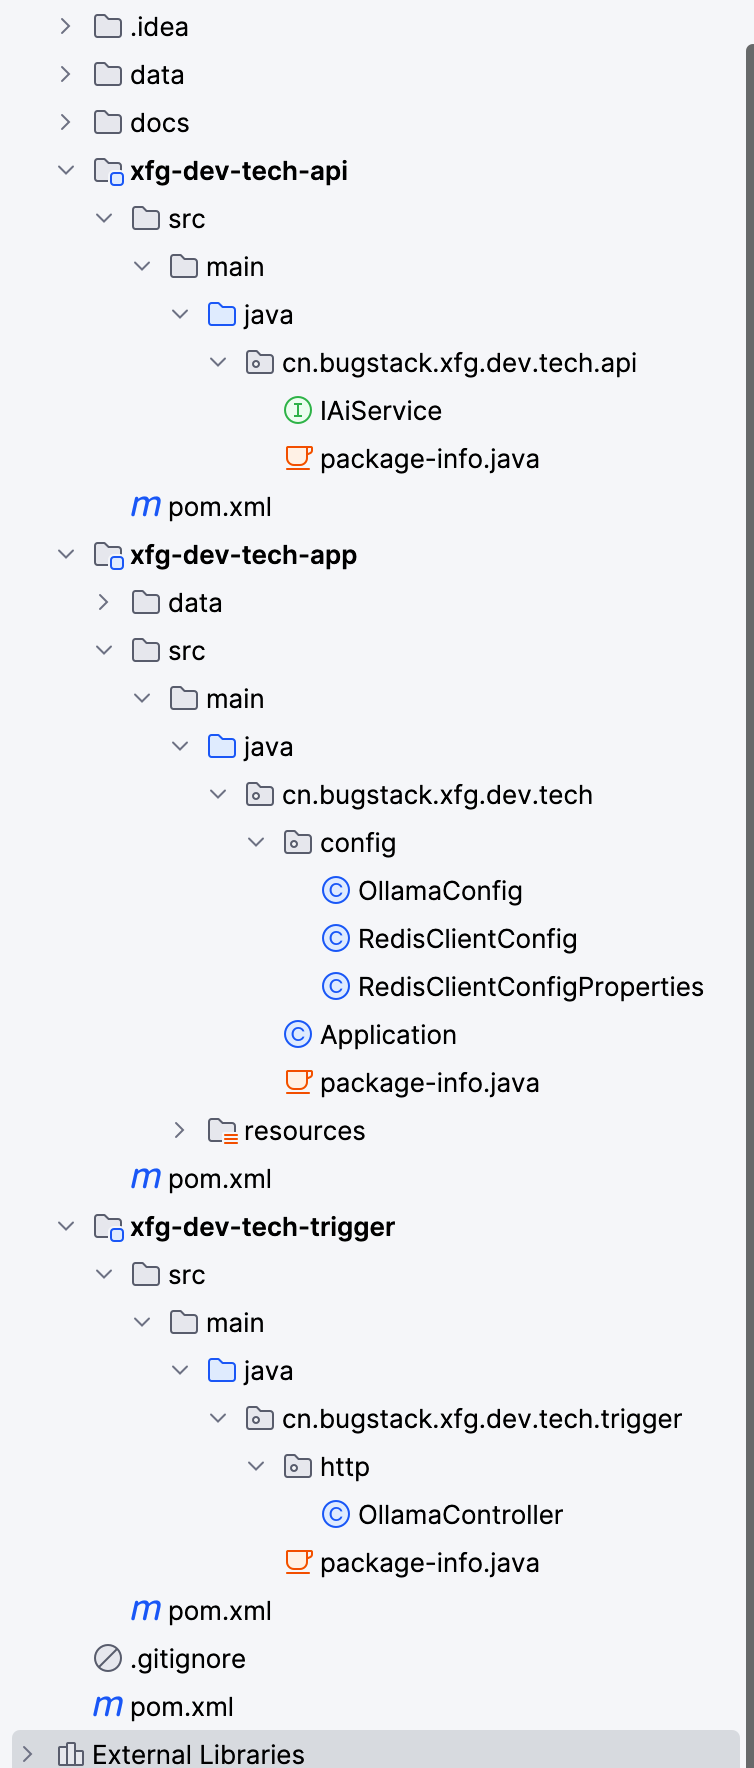 .idea
data
docs
xfg-dev-tech-api
src
main
java
cn.bugstack.xfg.dev.tech.api
IAiService
package-info.java
pom.xml
xfg-dev-tech-app
data
src
main
java
cn.bugstack.xfg.dev.tech
config
OllamaConfig
RedisClientConfig
RedisClientConfigProperties
Application
package-info.java
resources
pom.xml
xfg-dev-tech-trigger
src
main
java
cn.bugstack.xfg.dev.tech.trigger
http
OllamaController
package-info.java
pom.xml
.gitignore
pom.xml
External Libraries